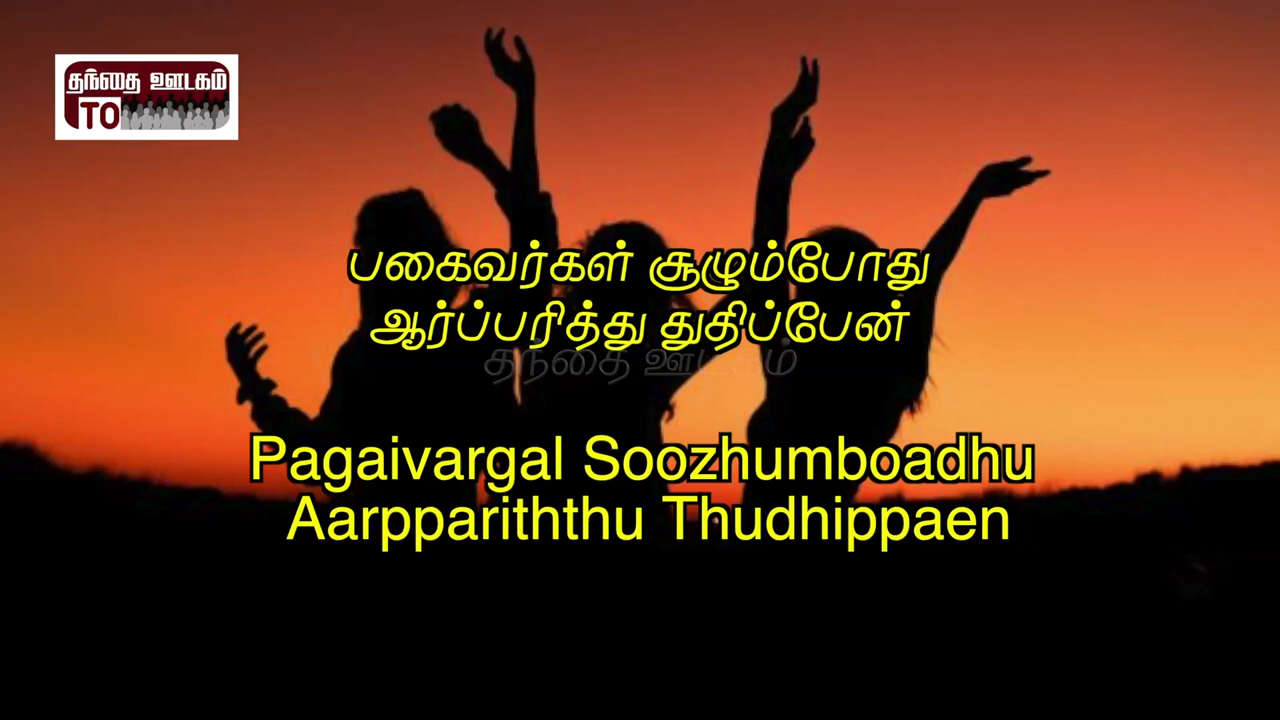 தந்தை ஊடகம்
TO
பகைவர்கள் சூழும்போது
ஆர்ப்பரித்து துதிப்பேன்
தந்தை ஊடகம்
Pagaivargal Soozhumboadhu
Aarppariththu Thudhippaen